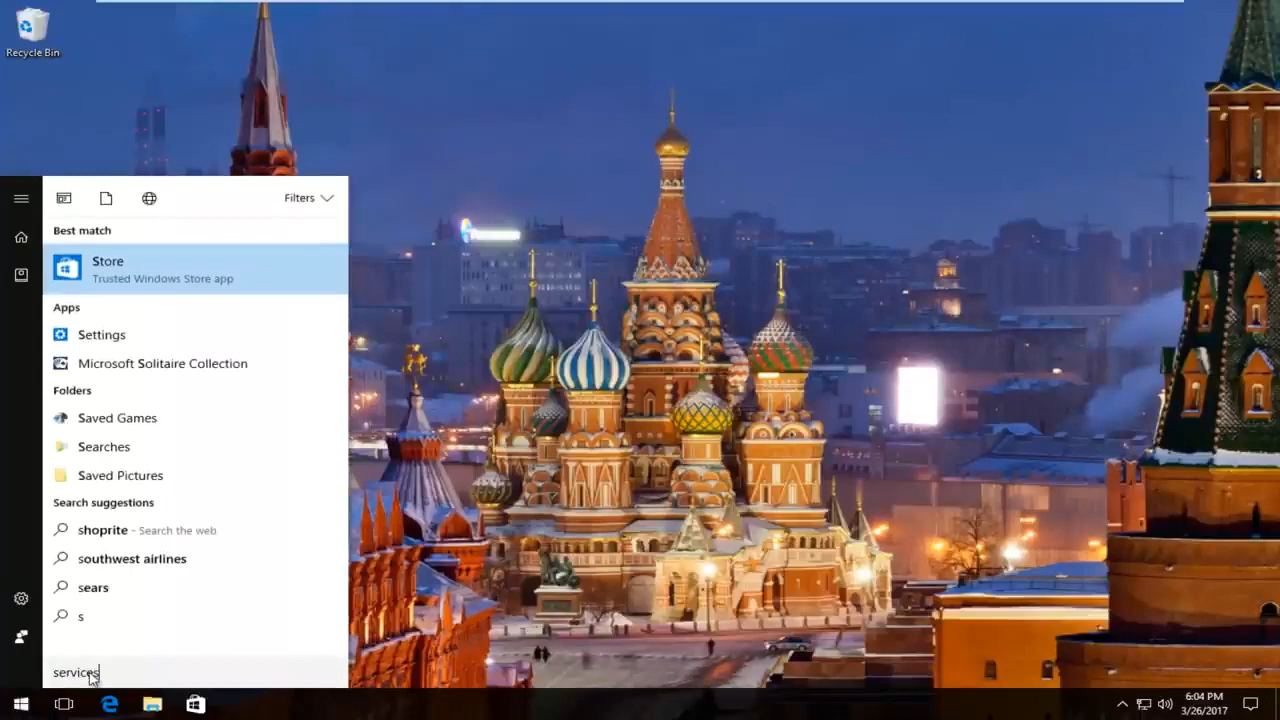 Recycle Bin
Filters
Best match
Store
Trusted Windows Store app
Apps
Settings
Microsoft Solitaire Collection
Folders
Saved Games
Searches
Saved Pictures
Search suggestions
shoprite - Search the web
southwest airlines
sears
s
services
6:04 PM
3/26/2017